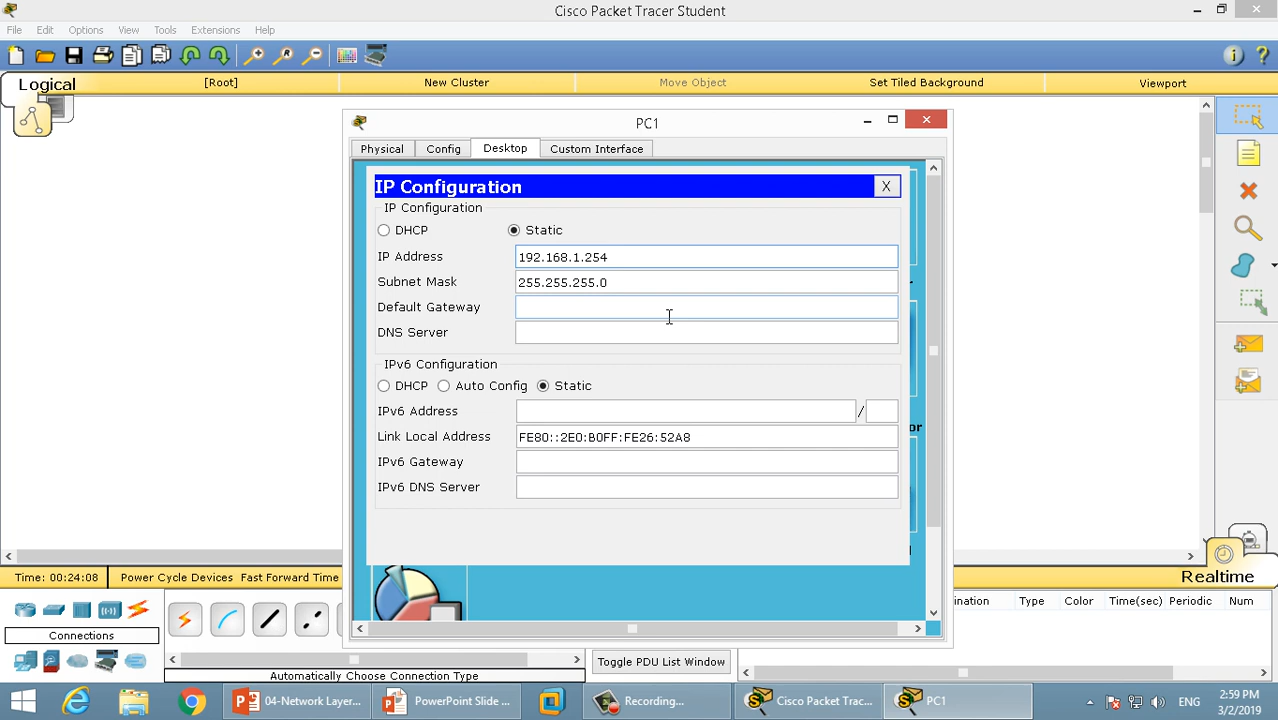 Cisco Packet Tracer Student
File Edit Options View Tools Extensions Help
Logical [Root] New Cluster Move Object Set Tiled Background Viewport
PC1
Physical Config Desktop Custom Interface
IP Configuration X
IP Configuration
DHCP Static
IP Address 192.168.1.254
Subnet Mask 255.255.255.0
Default Gateway
DNS Server
IPv6 Configuration
DHCP Auto Config Static
IPv6 Address /
or
Link Local Address FE80::2E0:B0FF:FE26:52A8
IPv6 Gateway
IPv6 DNS Server
Time: 00:24:08 Power Cycle Devices Fast Forward Time Realtime
ination Type Color Time(sec) Periodic Num
Connections
Toggle PDU List Window
Automatically Choose Connection Type
04-Network Layer... PowerPoint Slide ... Recording... Cisco Packet Trac... PC1 ENG 2:59 PM
3/2/2019